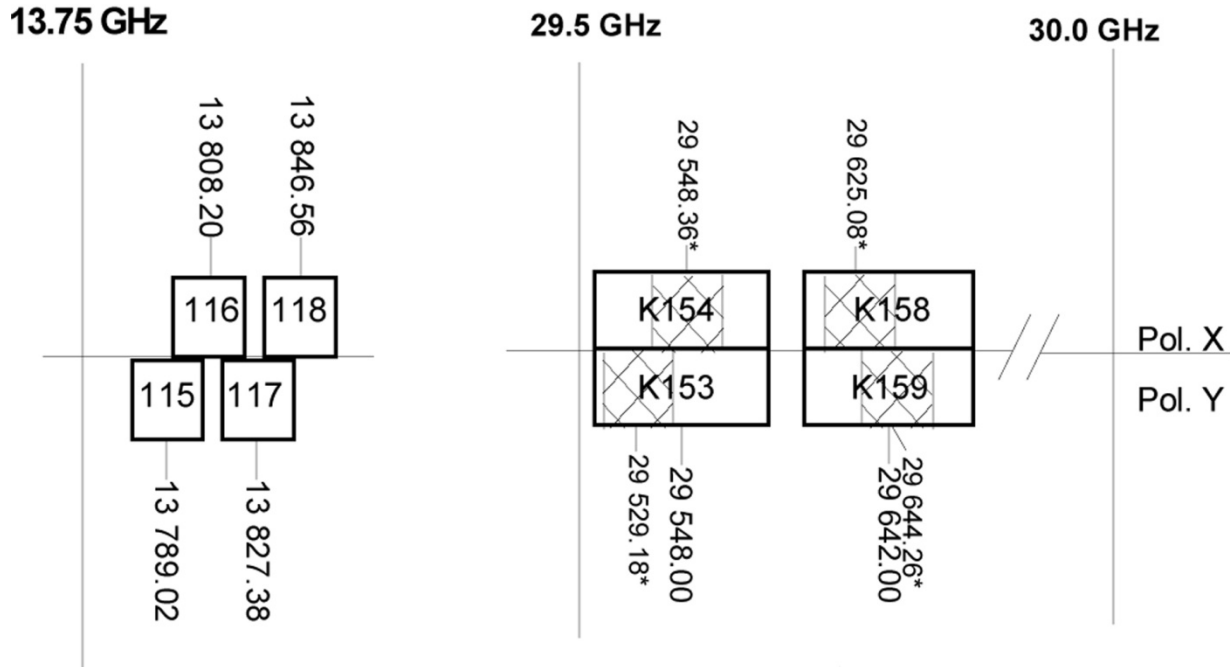 13.75 GHz
29.5 GHz
30.0 GHz
13 808.20
13 846.56
29 548.36*
29 625.08*
116
118
K154
K158
Pol. X
115
117
K153
K159
Pol. Y
13 789.02
13 827.38
29 529.18*
29 548.00
29 642.00
29 644.26*